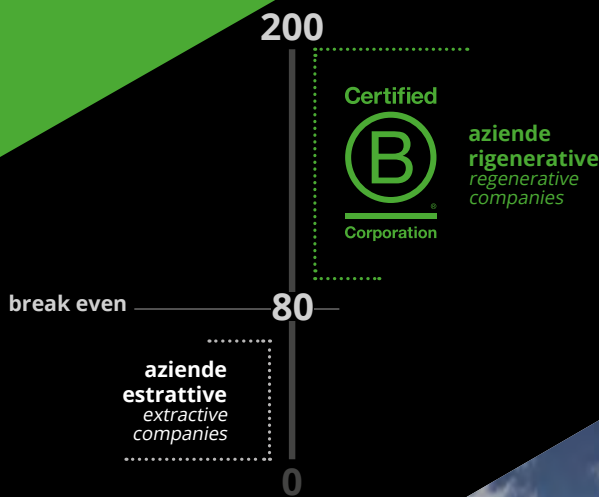 200
Certified
B
®
Corporation
aziende
rigenerative
regenerative
companies
break even
80
aziende
estrattive
extractive
companies
0